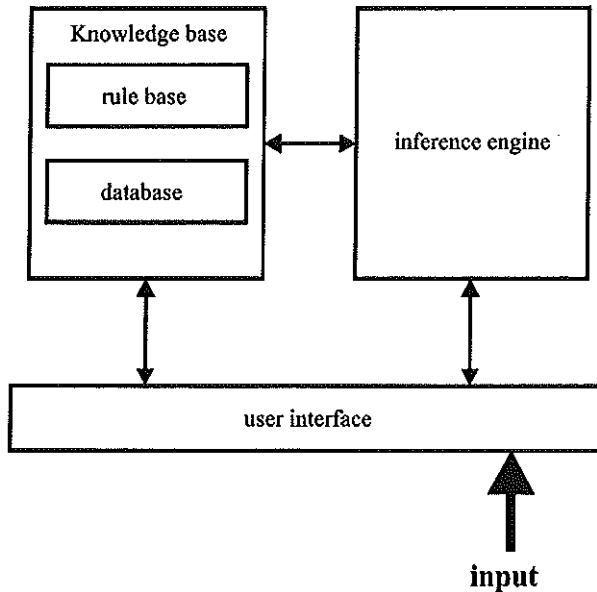 Knowledge base
rule base
database
inference engine
user interface
input